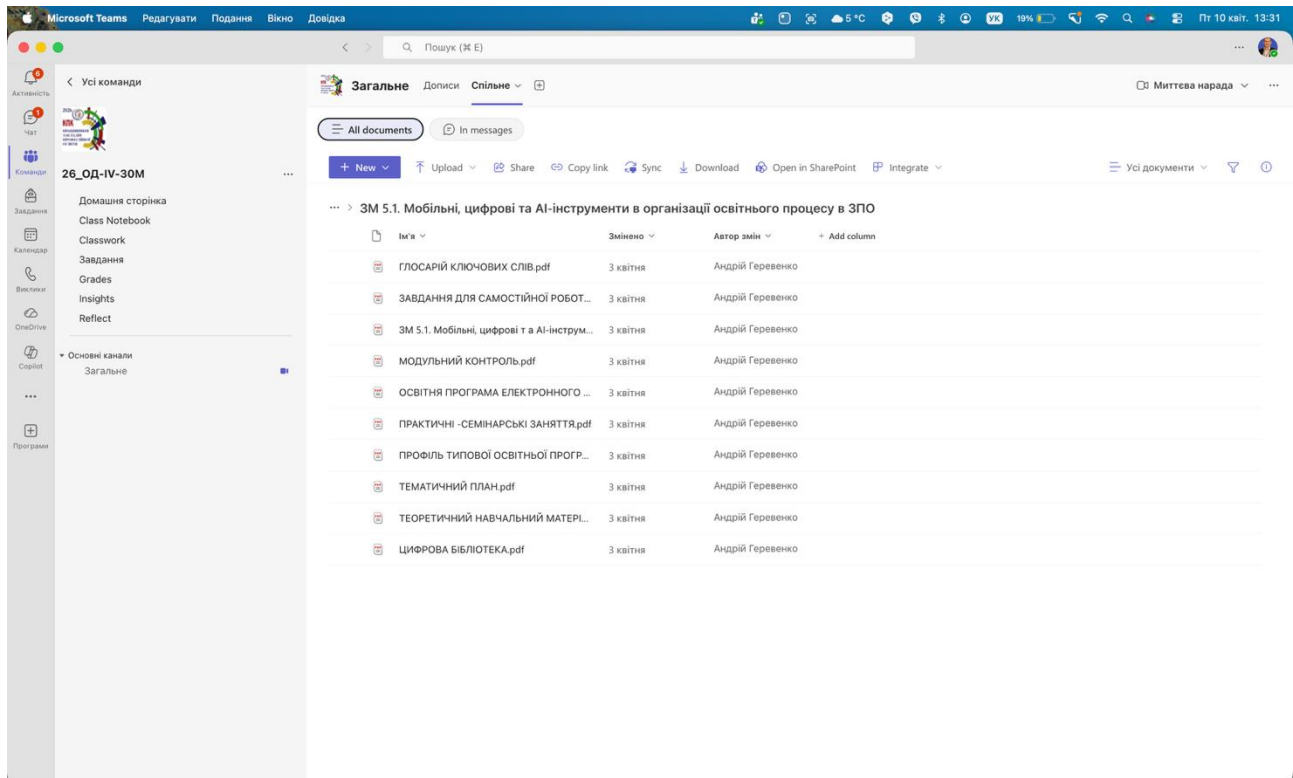 Microsoft Teams Редагувати Подання Вікно Довідка 5 °C УК 19% Пт 10 квіт. 13:31
Пошук (⌘ E)
6
Активність
1
Чат
Команди
Завдання
Календар
Виклики
OneDrive
Copilot
Програми
Усі команди
26_ОД-IV-30М
Домашня сторінка
Class Notebook
Classwork
Завдання
Grades
Insights
Reflect
Основні канали
Загальне
Загальне Дописи Спільне Миттєва нарада
All documents In messages
+ New Upload Share Copy link Sync Download Open in SharePoint Integrate Усі документи
... > ЗМ 5.1. Мобільні, цифрові та АІ-інструменти в організації освітнього процесу в ЗПО
Ім'я Змінено Автор змін + Add column
ГЛОСАРІЙ КЛЮЧОВИХ СЛІВ.pdf 3 квітня Андрій Геревенко
ЗАВДАННЯ ДЛЯ САМОСТІЙНОЇ РОБОТ... 3 квітня Андрій Геревенко
ЗМ 5.1. Мобільні, цифрові т а АІ-інструм... 3 квітня Андрій Геревенко
МОДУЛЬНИЙ КОНТРОЛЬ.pdf 3 квітня Андрій Геревенко
ОСВІТНЯ ПРОГРАМА ЕЛЕКТРОННОГО ... 3 квітня Андрій Геревенко
ПРАКТИЧНІ -СЕМІНАРСЬКІ ЗАНЯТТЯ.pdf 3 квітня Андрій Геревенко
ПРОФІЛЬ ТИПОВОЇ ОСВІТНЬОЇ ПРОГР... 3 квітня Андрій Геревенко
ТЕМАТИЧНИЙ ПЛАН.pdf 3 квітня Андрій Геревенко
ТЕОРЕТИЧНИЙ НАВЧАЛЬНИЙ МАТЕРІ... 3 квітня Андрій Геревенко
ЦИФРОВА БІБЛІОТЕКА.pdf 3 квітня Андрій Геревенко